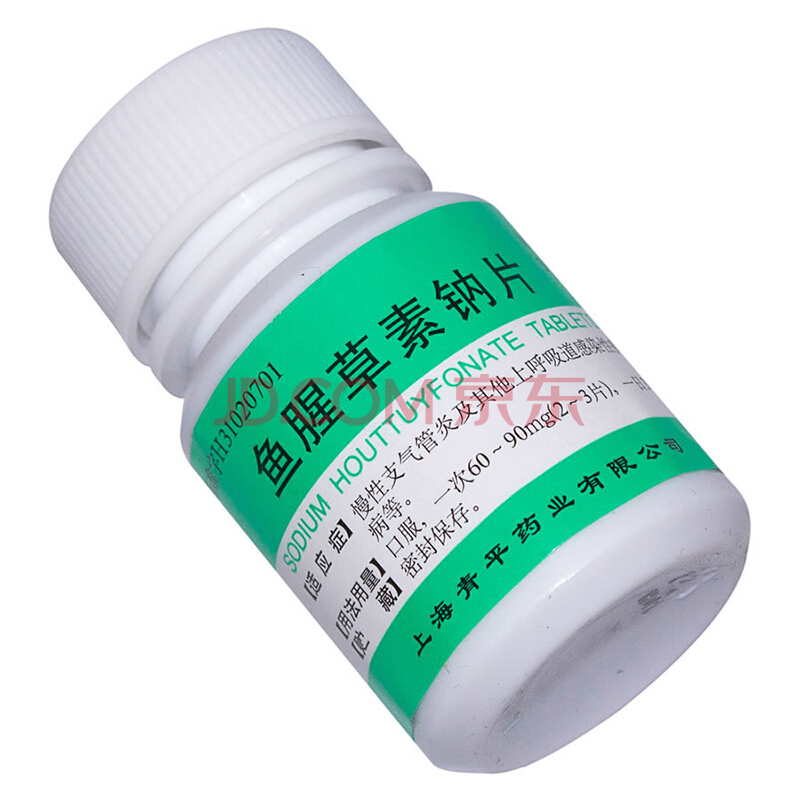 字H31020701
鱼腥草素钠片
SODIUM HOUTTUYFONATE TABLETS
【适应症】慢性支气管炎及其他上呼吸道感染性
病等。
【用法用量】口服，一次60～90mg(2～3片)，一日
【贮 藏】密封保存。
上海青平药业有限公司
JD.COM 京东